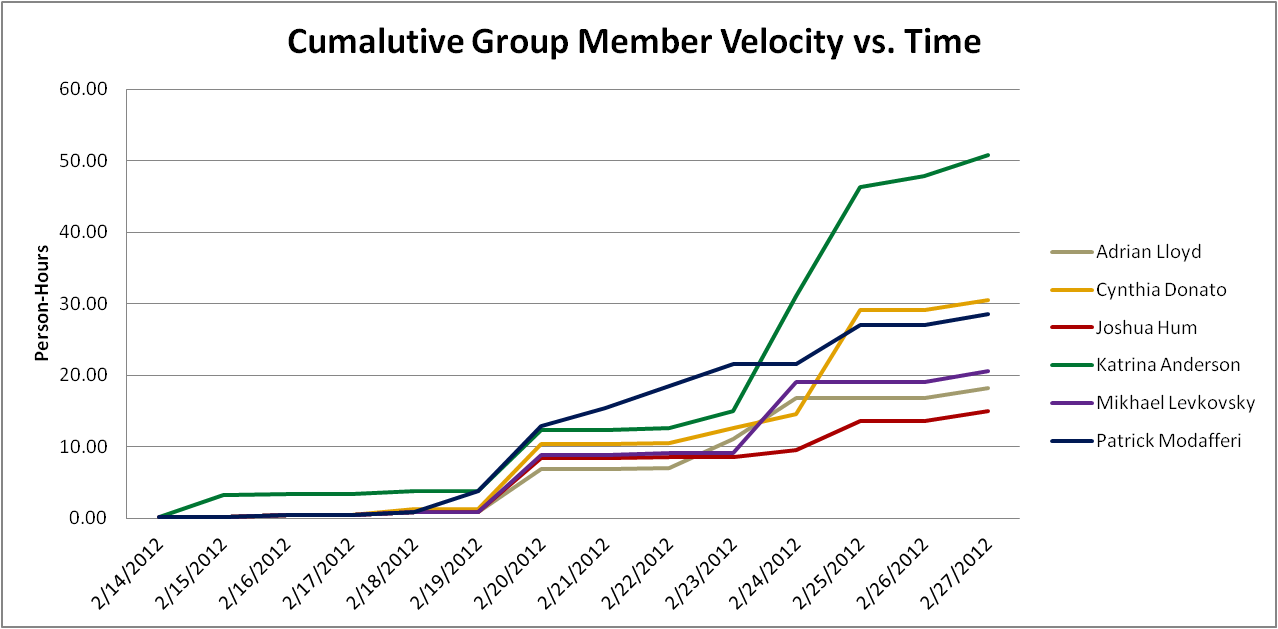 Cumalutive Group Member Velocity vs. Time
Person-Hours
60.00
50.00
40.00
30.00
20.00
10.00
0.00
2/14/2012
2/15/2012
2/16/2012
2/17/2012
2/18/2012
2/19/2012
2/20/2012
2/21/2012
2/22/2012
2/23/2012
2/24/2012
2/25/2012
2/26/2012
2/27/2012
Adrian Lloyd
Cynthia Donato
Joshua Hum
Katrina Anderson
Mikhael Levkovsky
Patrick Modafferi